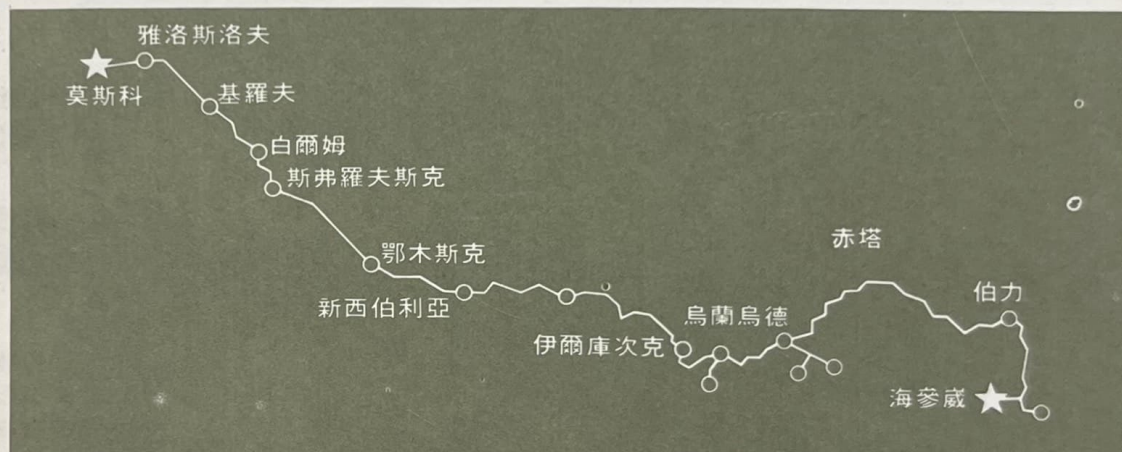 雅洛斯洛夫
莫斯科
基羅夫
白爾姆
斯弗羅夫斯克
鄂木斯克
新西伯利亞
伊爾庫次克
烏蘭烏德
赤塔
伯力
海參崴